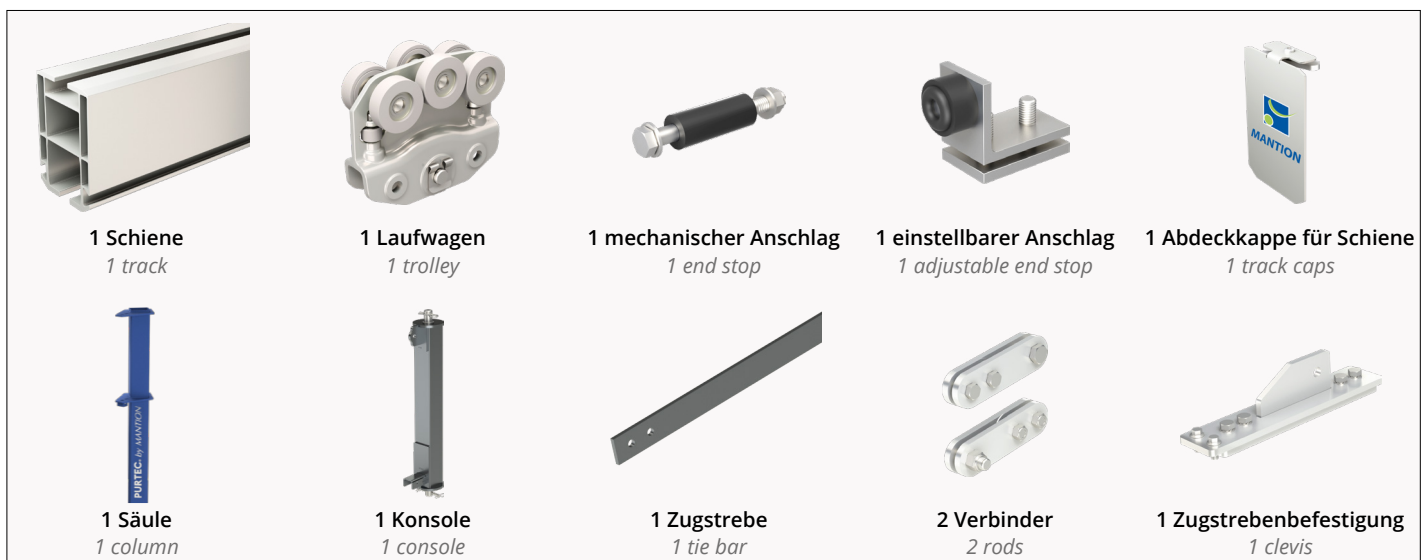 MANTION
1 Schiene
1 track
1 Laufwagen
1 trolley
1 mechanischer Anschlag
1 end stop
1 einstellbarer Anschlag
1 adjustable end stop
1 Abdeckkappe für Schiene
1 track caps
PURTEC. by MANTION
1 Säule
1 column
1 Konsole
1 console
1 Zugstrebe
1 tie bar
2 Verbinder
2 rods
1 Zugstrebenbefestigung
1 clevis